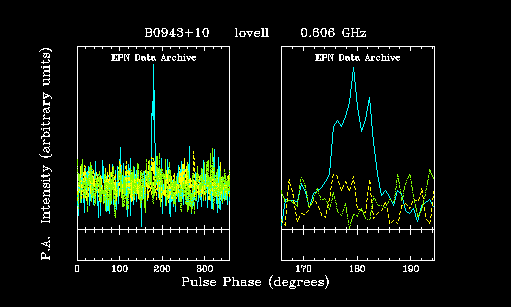 B0943+10 lovell 0.606 GHz
EPN Data Archive EPN Data Archive
P.A. Intensity (arbitrary units)
0 100 200 300 170 180 190
Pulse Phase (degrees)